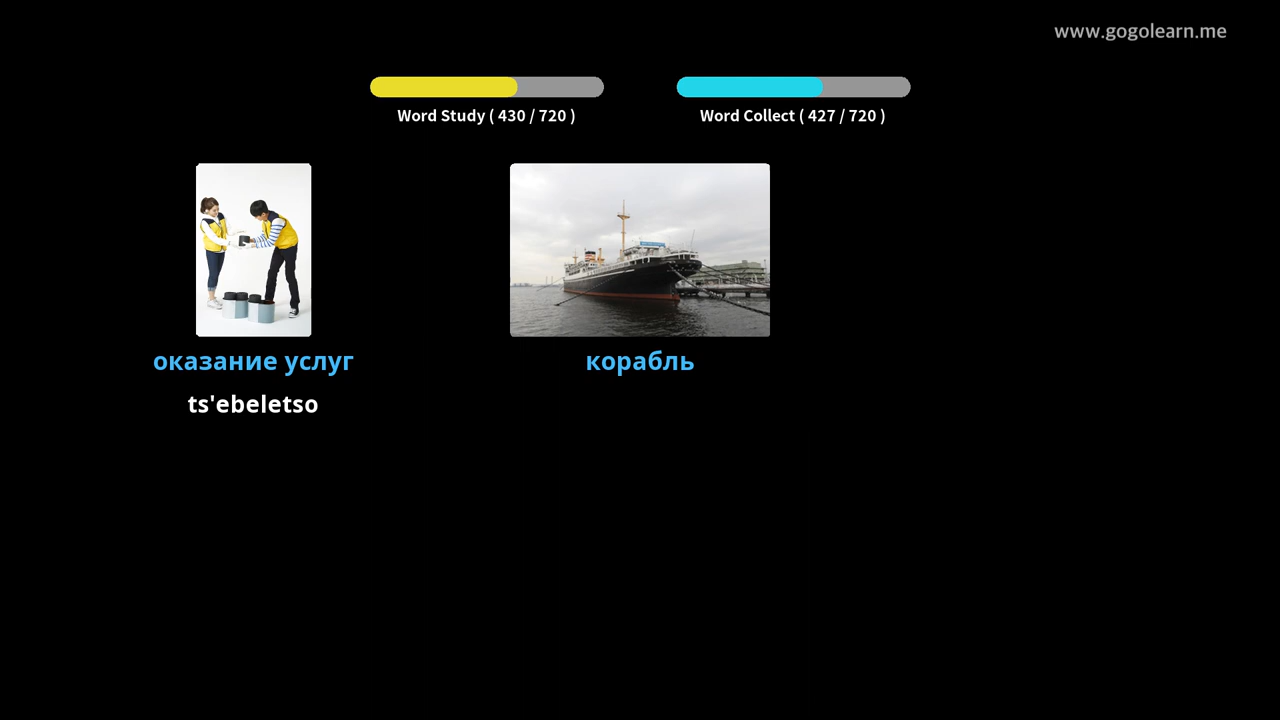 www.gogolearn.me
Word Study ( 430 / 720 )
Word Collect ( 427 / 720 )
оказание услуг
корабль
ts'ebeletso